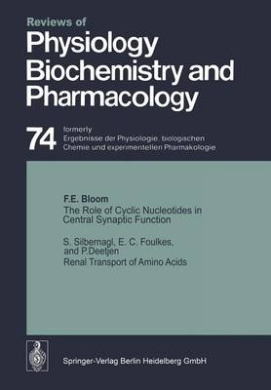 Reviews of
Physiology
Biochemistry and
Pharmacology
74 formerly
Ergebnisse der Physiologie, biologischen
Chemie und experimentellen Pharmakologie
F.E. Bloom
The Role of Cyclic Nucleotides in
Central Synaptic Function
S. Silbernagl, E. C. Foulkes,
and P.Deetjen
Renal Transport of Amino Acids
Springer-Verlag Berlin Heidelberg GmbH